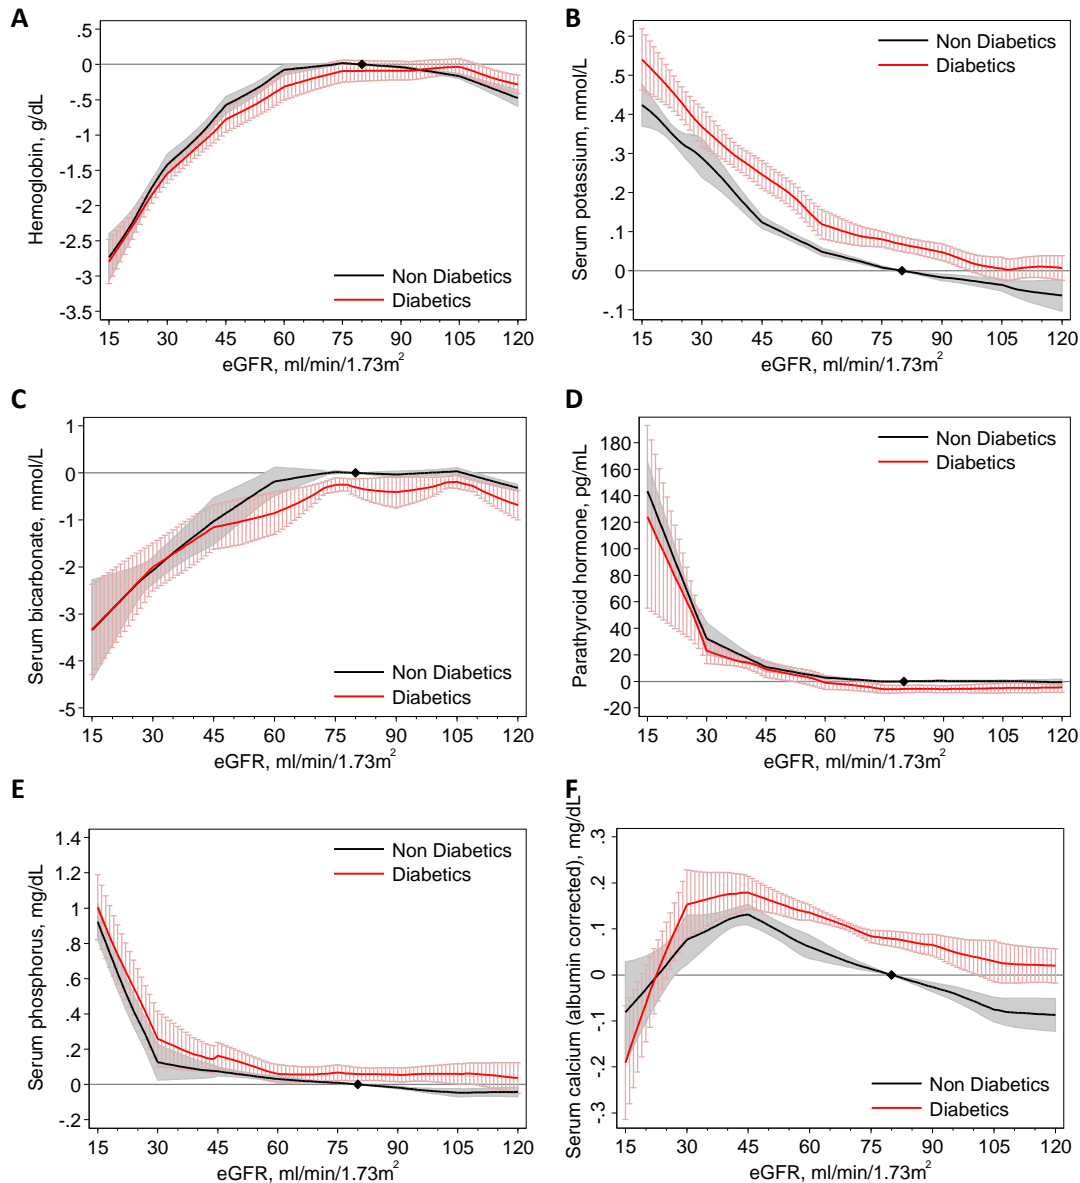 A
Hemoglobin, g/dL
.5
0
-.5
-1
-1.5
-2
-2.5
-3
-3.5
Non Diabetics
Diabetics
15 30 45 60 75 90 105 120
eGFR, ml/min/1.73m²
B
Serum potassium, mmol/L
.6
.5
.4
.3
.2
.1
0
-.1
Non Diabetics
Diabetics
15 30 45 60 75 90 105 120
eGFR, ml/min/1.73m²
C
Serum bicarbonate, mmol/L
1
0
-1
-2
-3
-4
-5
Non Diabetics
Diabetics
15 30 45 60 75 90 105 120
eGFR, ml/min/1.73m²
D
Parathyroid hormone, pg/mL
180
160
140
120
100
80
60
40
20
0
-20
Non Diabetics
Diabetics
15 30 45 60 75 90 105 120
eGFR, ml/min/1.73m²
E
Serum phosphorus, mg/dL
1.4
1.2
1
.8
.6
.4
.2
0
-.2
Non Diabetics
Diabetics
15 30 45 60 75 90 105 120
eGFR, ml/min/1.73m²
F
Serum calcium (albumin corrected), mg/dL
.3
.2
.1
0
-.1
-.2
-.3
Non Diabetics
Diabetics
15 30 45 60 75 90 105 120
eGFR, ml/min/1.73m²